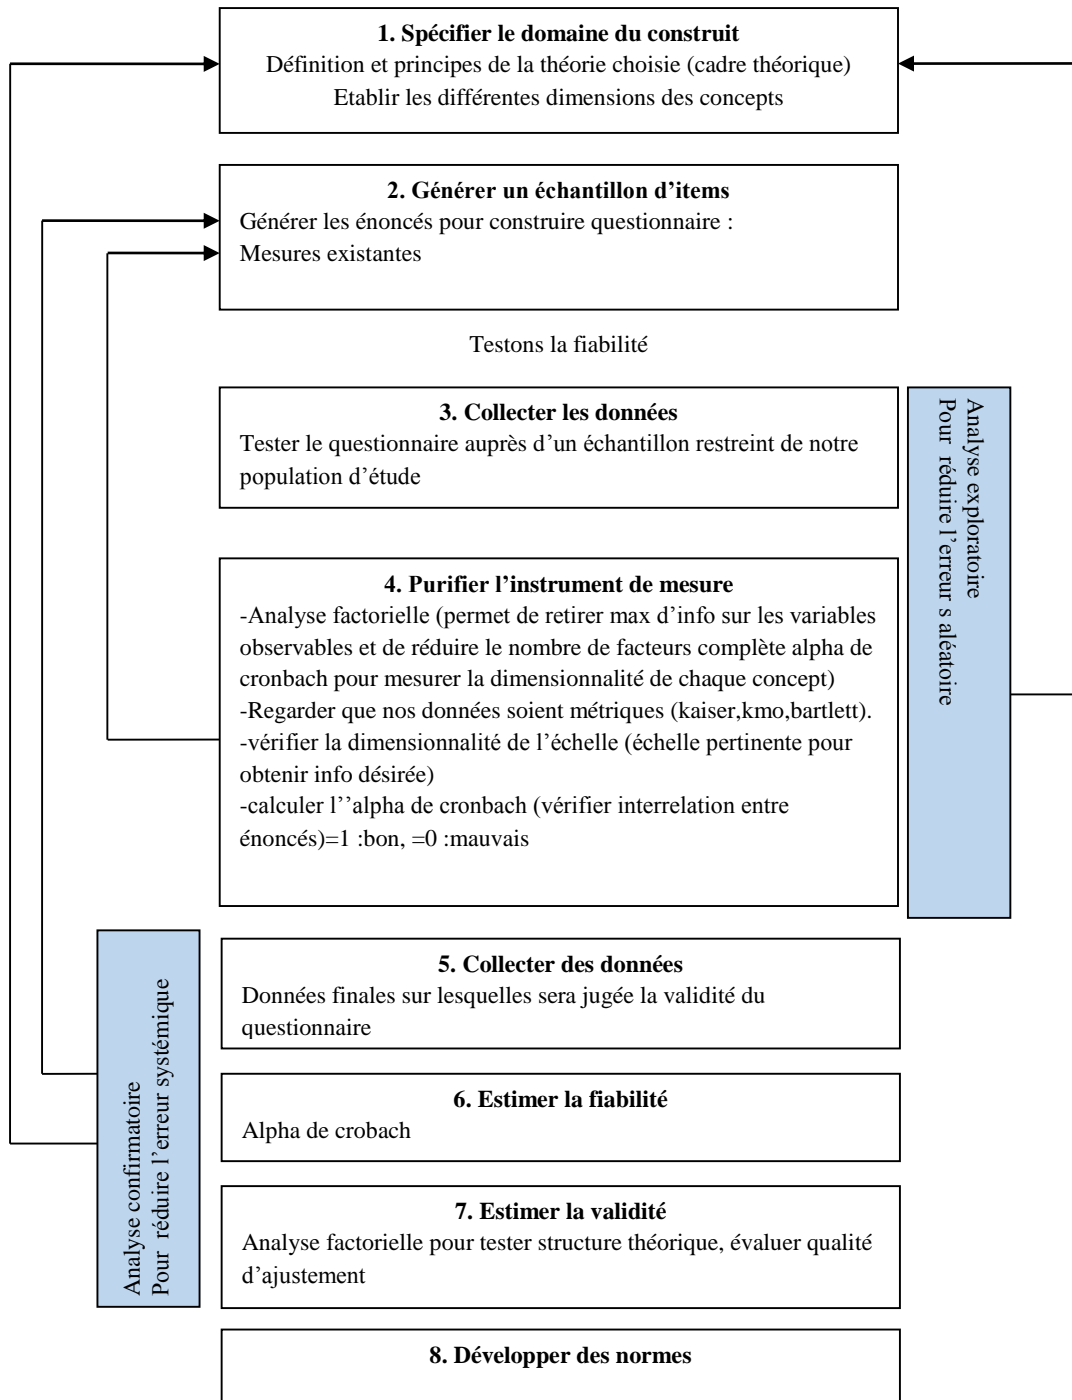 1. Spécifier le domaine du construit
Définition et principes de la théorie choisie (cadre théorique)
Etablir les différentes dimensions des concepts
2. Générer un échantillon d’items
Générer les énoncés pour construire questionnaire :
Mesures existantes
Testons la fiabilité
3. Collecter les données
Tester le questionnaire auprès d’un échantillon restreint de notre
population d’étude
Analyse exploratoire
Pour réduire l’erreur s aléatoire
4. Purifier l’instrument de mesure
-Analyse factorielle (permet de retirer max d’info sur les variables
observables et de réduire le nombre de facteurs complète alpha de
cronbach pour mesurer la dimensionnalité de chaque concept)
-Regarder que nos données soient métriques (kaiser,kmo,bartlett).
-vérifier la dimensionnalité de l’échelle (échelle pertinente pour
obtenir info désirée)
-calculer l’’alpha de cronbach (vérifier interrelation entre
énoncés)=1 :bon, =0 :mauvais
Analyse confirmatoire
Pour réduire l’erreur systémique
5. Collecter des données
Données finales sur lesquelles sera jugée la validité du
questionnaire
6. Estimer la fiabilité
Alpha de crobach
7. Estimer la validité
Analyse factorielle pour tester structure théorique, évaluer qualité
d’ajustement
8. Développer des normes